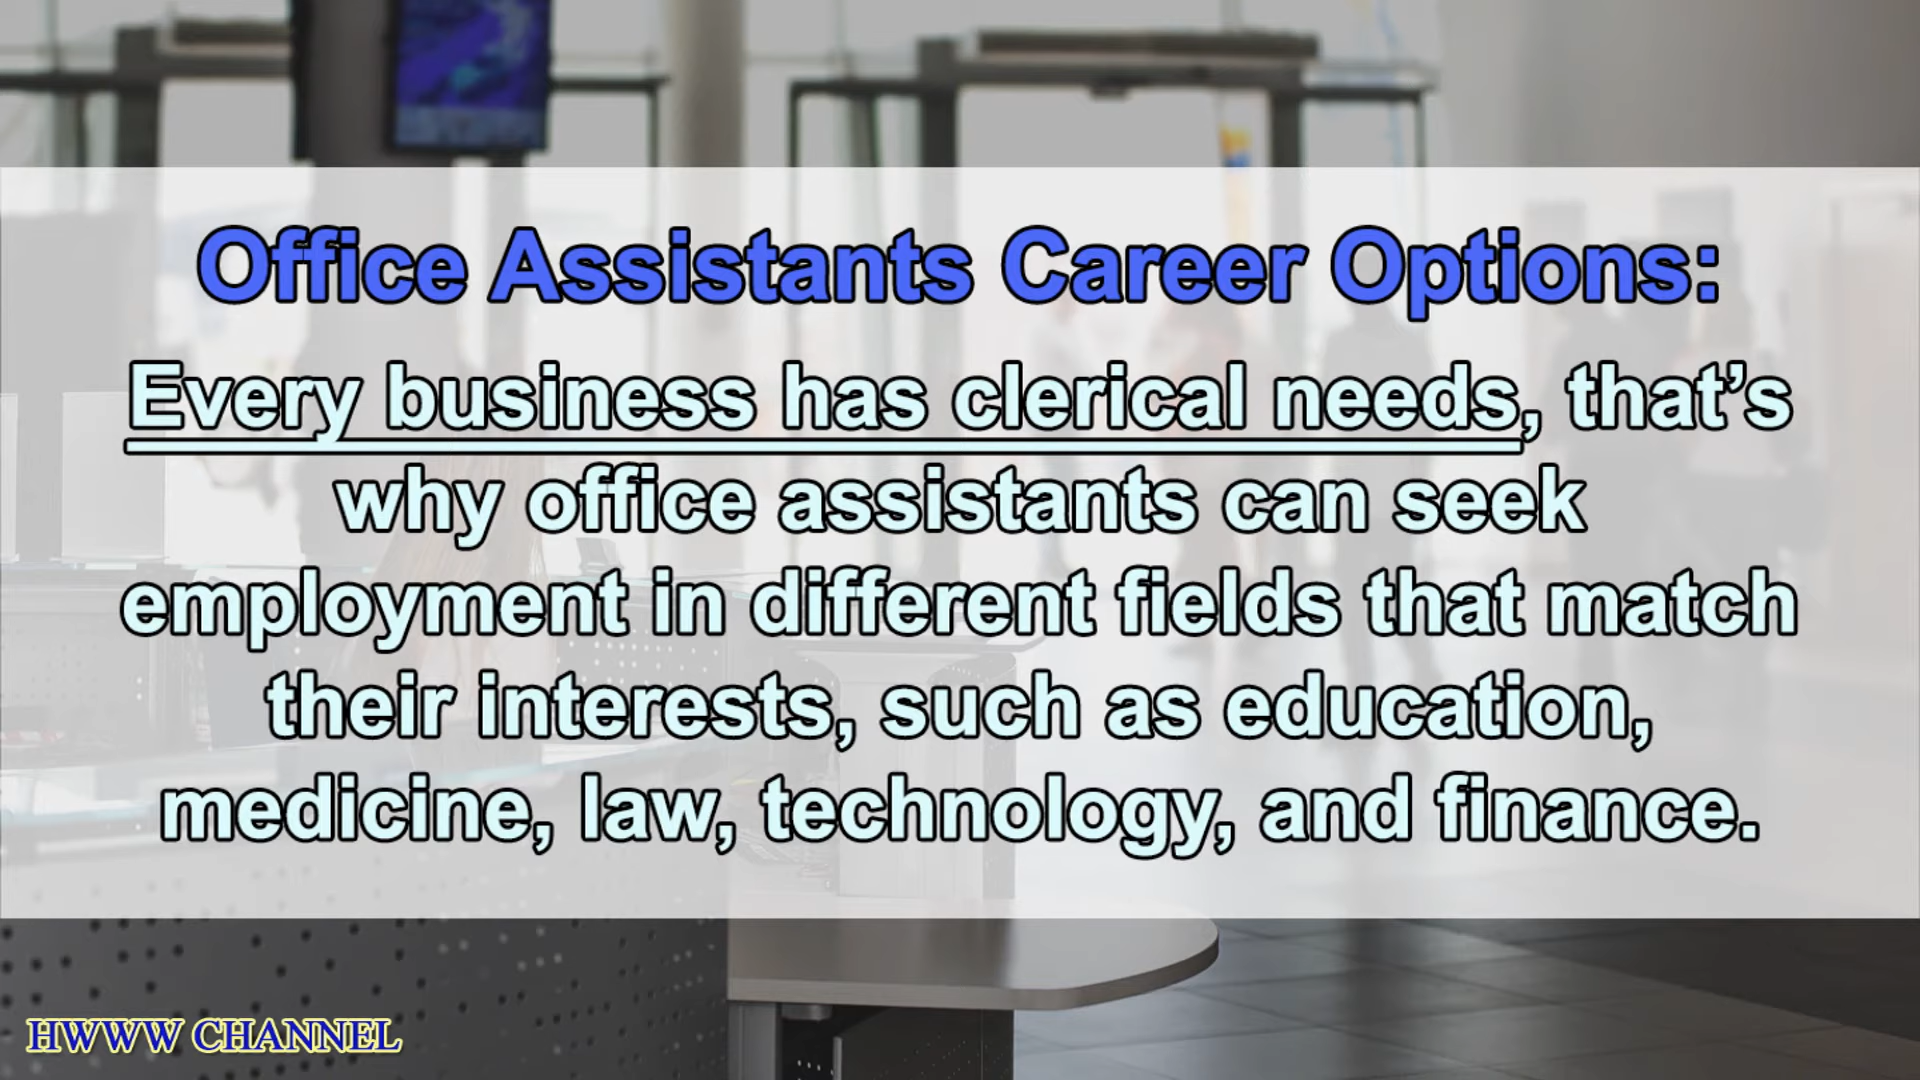 Office Assistants Career Options:
Every business has clerical needs, that’s
why office assistants can seek
employment in different fields that match
their interests, such as education,
medicine, law, technology, and finance.
HWWW CHANNEL